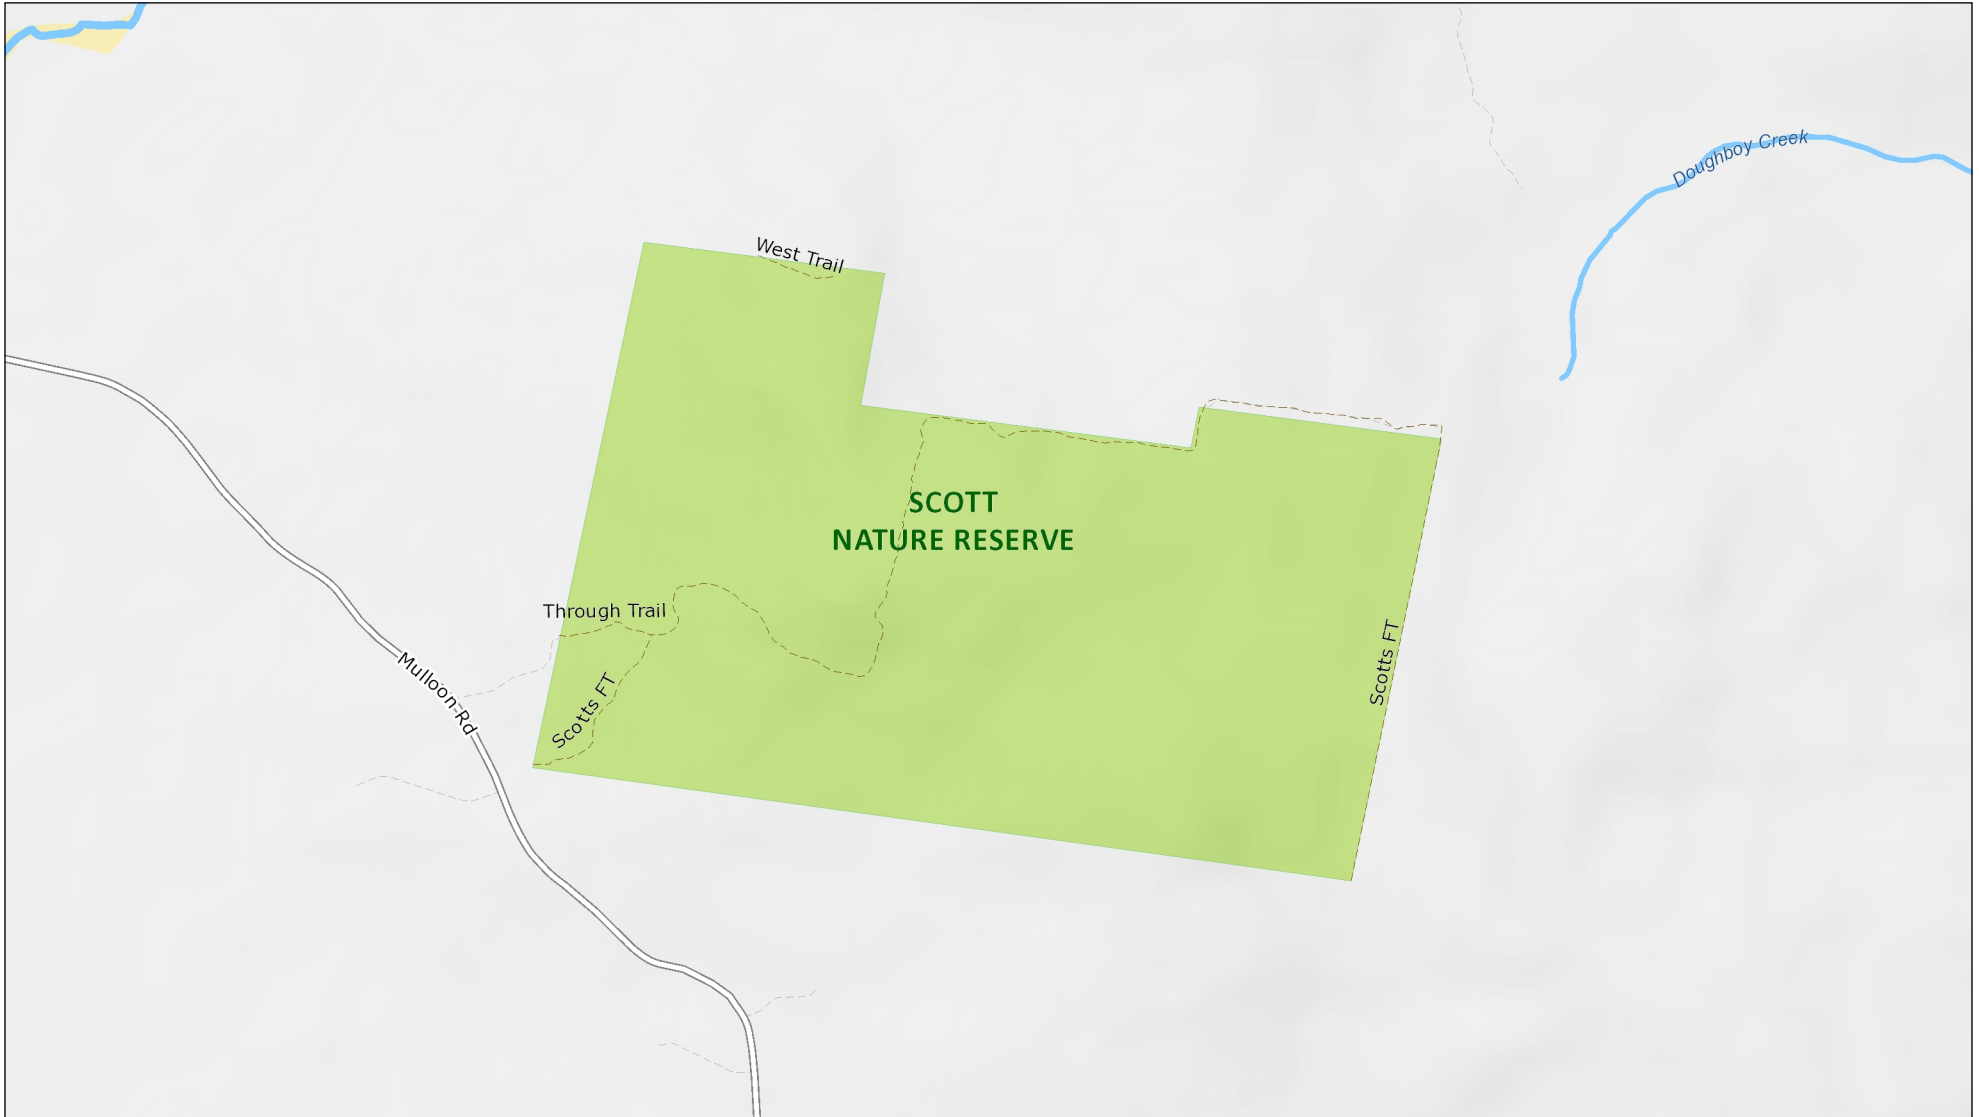 Doughboy Creek
West Trail
SCOTT
NATURE RESERVE
Through Trail
Scotts FT
Scotts FT
Mulloon Rd